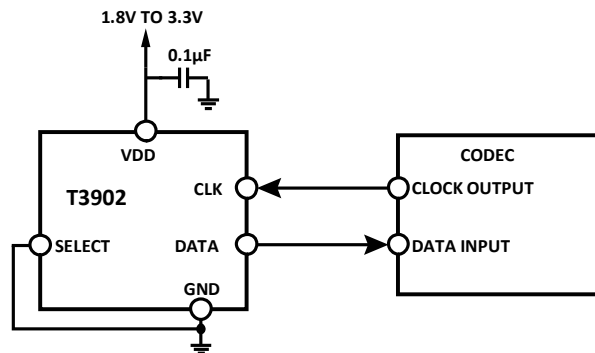 1.8V TO 3.3V
0.1µF
VDD
CODEC
T3902
CLK
CLOCK OUTPUT
SELECT
DATA
DATA INPUT
GND